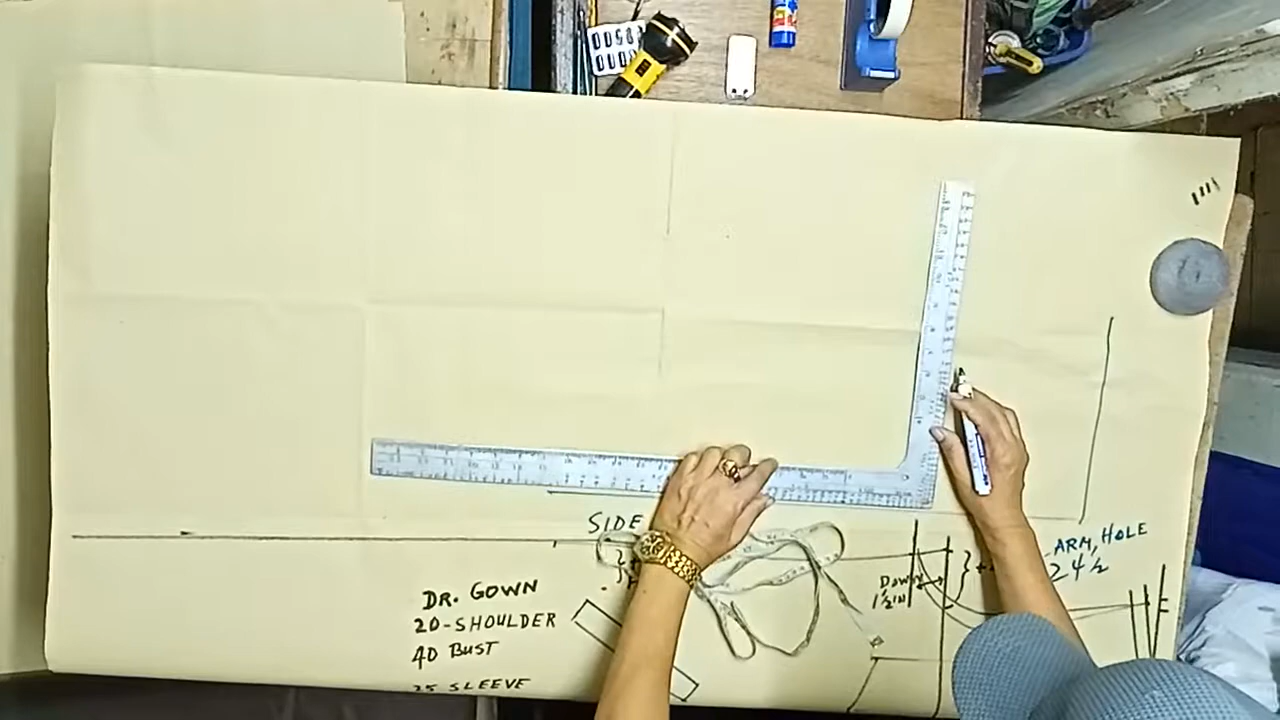 SIDE
DR. GOWN
20-SHOULDER
40 BUST
25 SLEEVE
DOWN
1½IN
ARM, HOLE
24½